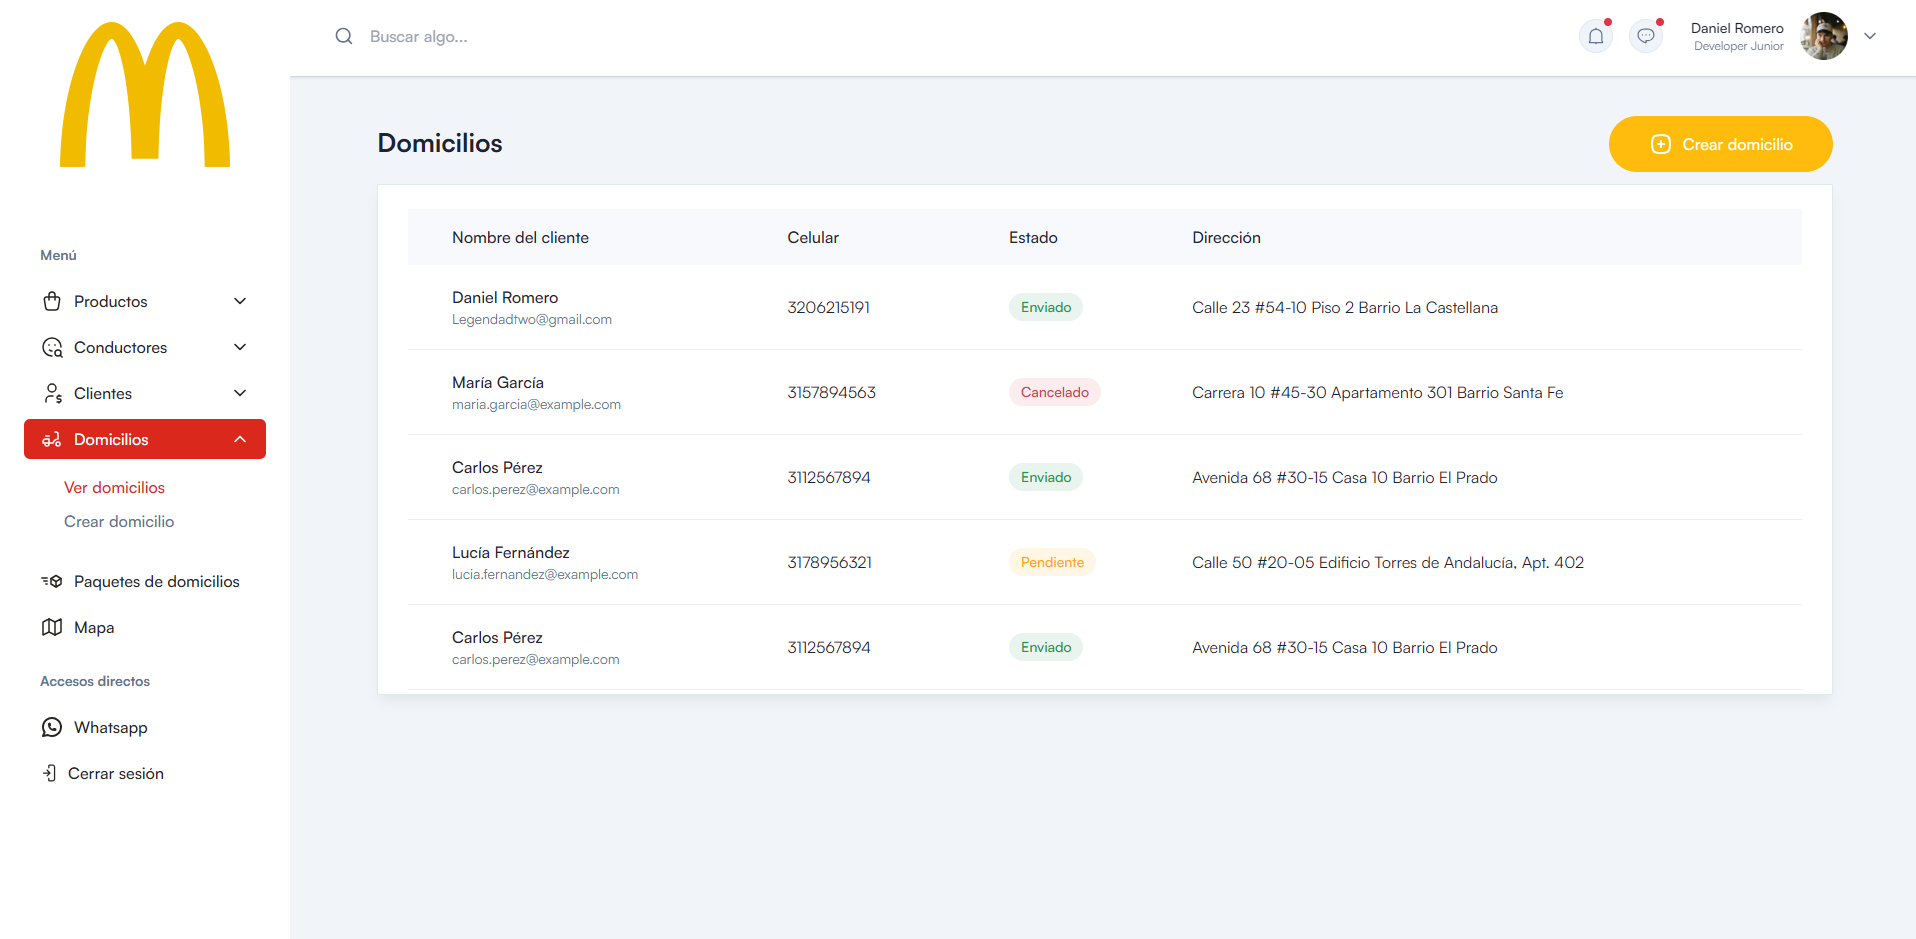 Buscar algo...
Daniel Romero
Developer Junior
Menú
Productos
Conductores
Clientes
Domicilios
Ver domicilios
Crear domicilio
Paquetes de domicilios
Mapa
Accesos directos
Whatsapp
Cerrar sesión
Domicilios
Crear domicilio
Nombre del cliente Celular Estado Dirección
Daniel Romero
Legendadtwo@gmail.com
3206215191 Enviado Calle 23 #54-10 Piso 2 Barrio La Castellana
María García
maria.garcia@example.com
3157894563 Cancelado Carrera 10 #45-30 Apartamento 301 Barrio Santa Fe
Carlos Pérez
carlos.perez@example.com
3112567894 Enviado Avenida 68 #30-15 Casa 10 Barrio El Prado
Lucía Fernández
lucia.fernandez@example.com
3178956321 Pendiente Calle 50 #20-05 Edificio Torres de Andalucía, Apt. 402
Carlos Pérez
carlos.perez@example.com
3112567894 Enviado Avenida 68 #30-15 Casa 10 Barrio El Prado